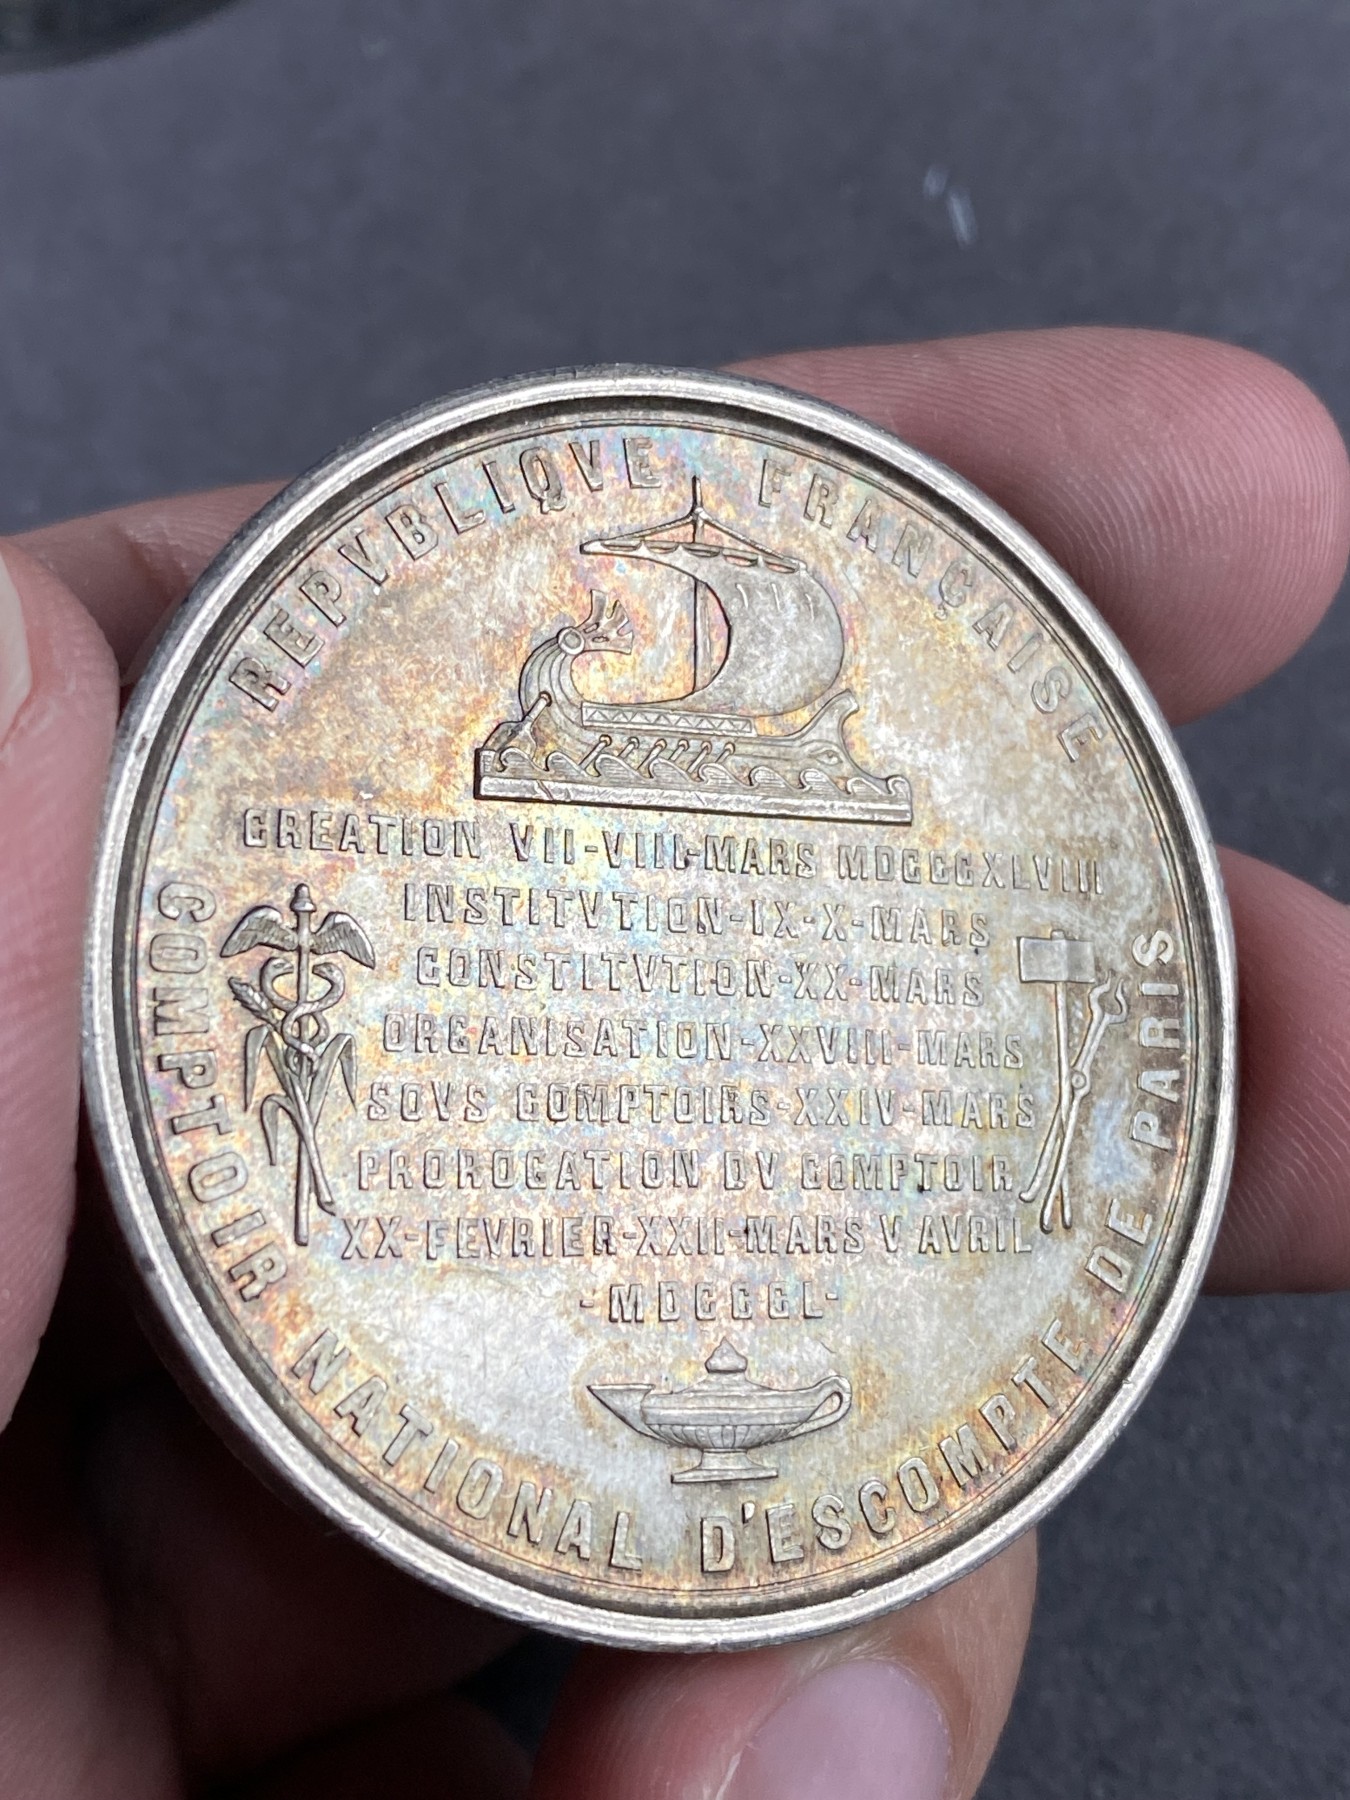 REPVBLIQVE FRANÇAISE
CREATION VII-VIII-MARS MDCCCXLVIII
INSTITVTION-IX-X-MARS
CONSTITVTION-XX-MARS
ORGANISATION-XXVIII-MARS
SOVS COMPTOIRS-XXIV-MARS
PROROGATION DV COMPTOIR
XX-FEVRIER-XXII-MARS V AVRIL
-MDCCCL-
COMPTOIR NATIONAL D'ESCOMPTE-DE PARIS